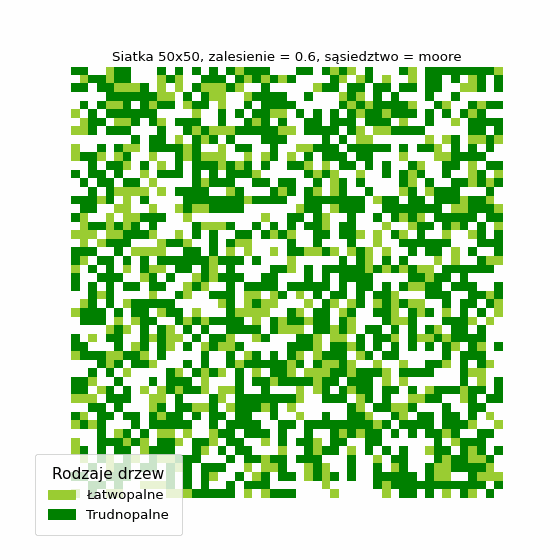 Siatka 50x50, zalesienie = 0.6, sąsiedztwo = moore
Rodzaje drzew
Łatwopalne
Trudnopalne